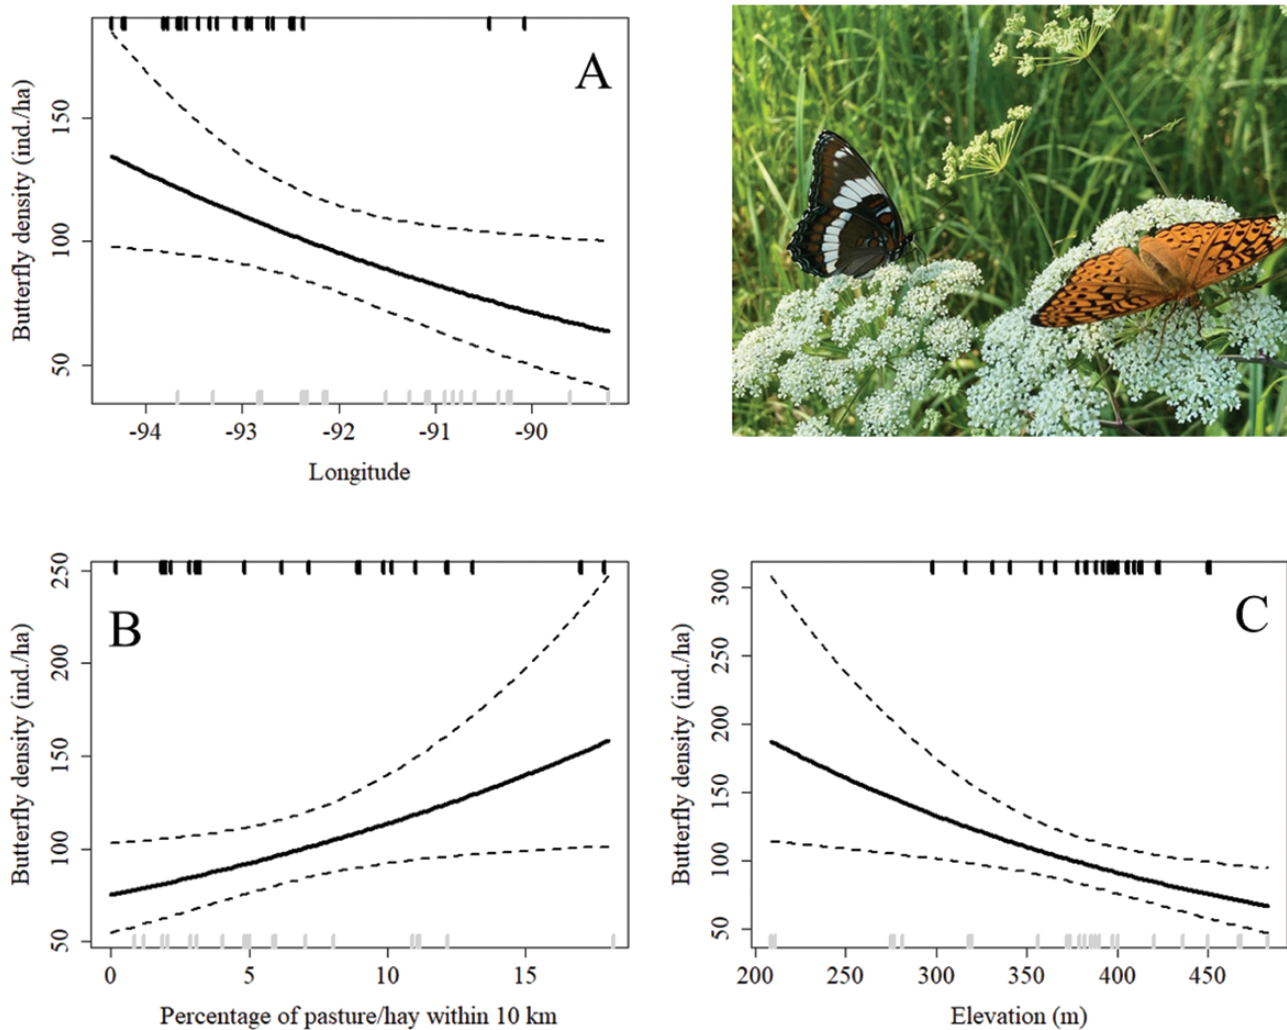 A
Butterfly density (ind./ha)
150
100
50
-94 -93 -92 -91 -90
Longitude
B
Butterfly density (ind./ha)
250
200
150
100
50
0 5 10 15
Percentage of pasture/hay within 10 km
C
Butterfly density (ind./ha)
300
250
200
150
100
50
200 250 300 350 400 450
Elevation (m)